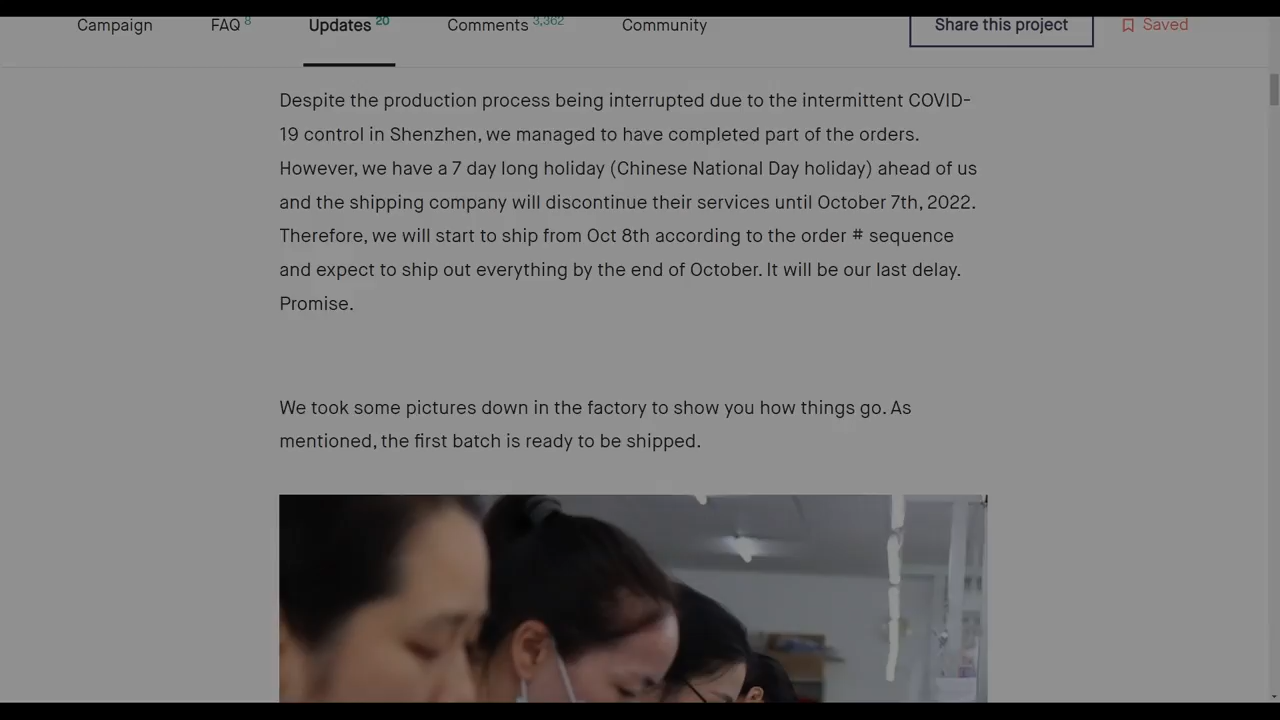 Campaign FAQ 8 Updates 20 Comments 3,362 Community Share this project Saved
Despite the production process being interrupted due to the intermittent COVID-
19 control in Shenzhen, we managed to have completed part of the orders.
However, we have a 7 day long holiday (Chinese National Day holiday) ahead of us
and the shipping company will discontinue their services until October 7th, 2022.
Therefore, we will start to ship from Oct 8th according to the order # sequence
and expect to ship out everything by the end of October. It will be our last delay.
Promise.
We took some pictures down in the factory to show you how things go. As
mentioned, the first batch is ready to be shipped.